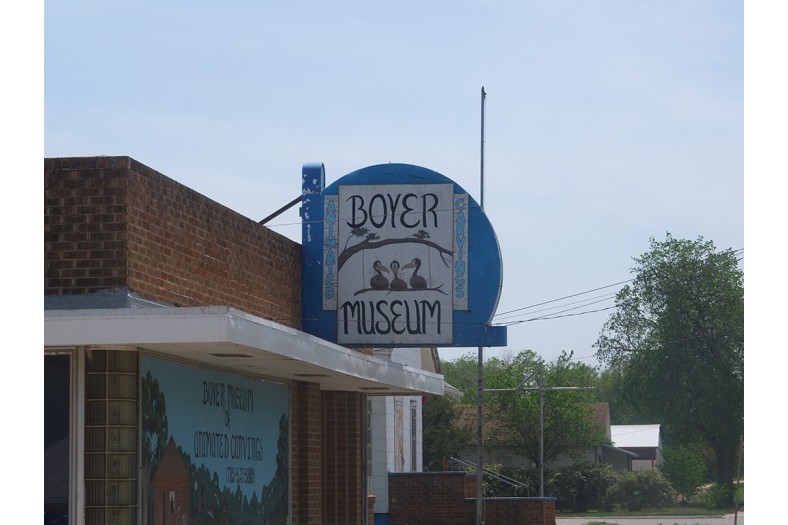 BOYER
ANIMATED
CARVINGS
MUSEUM
BOYER MUSEUM
OF
ANIMATED CARVINGS